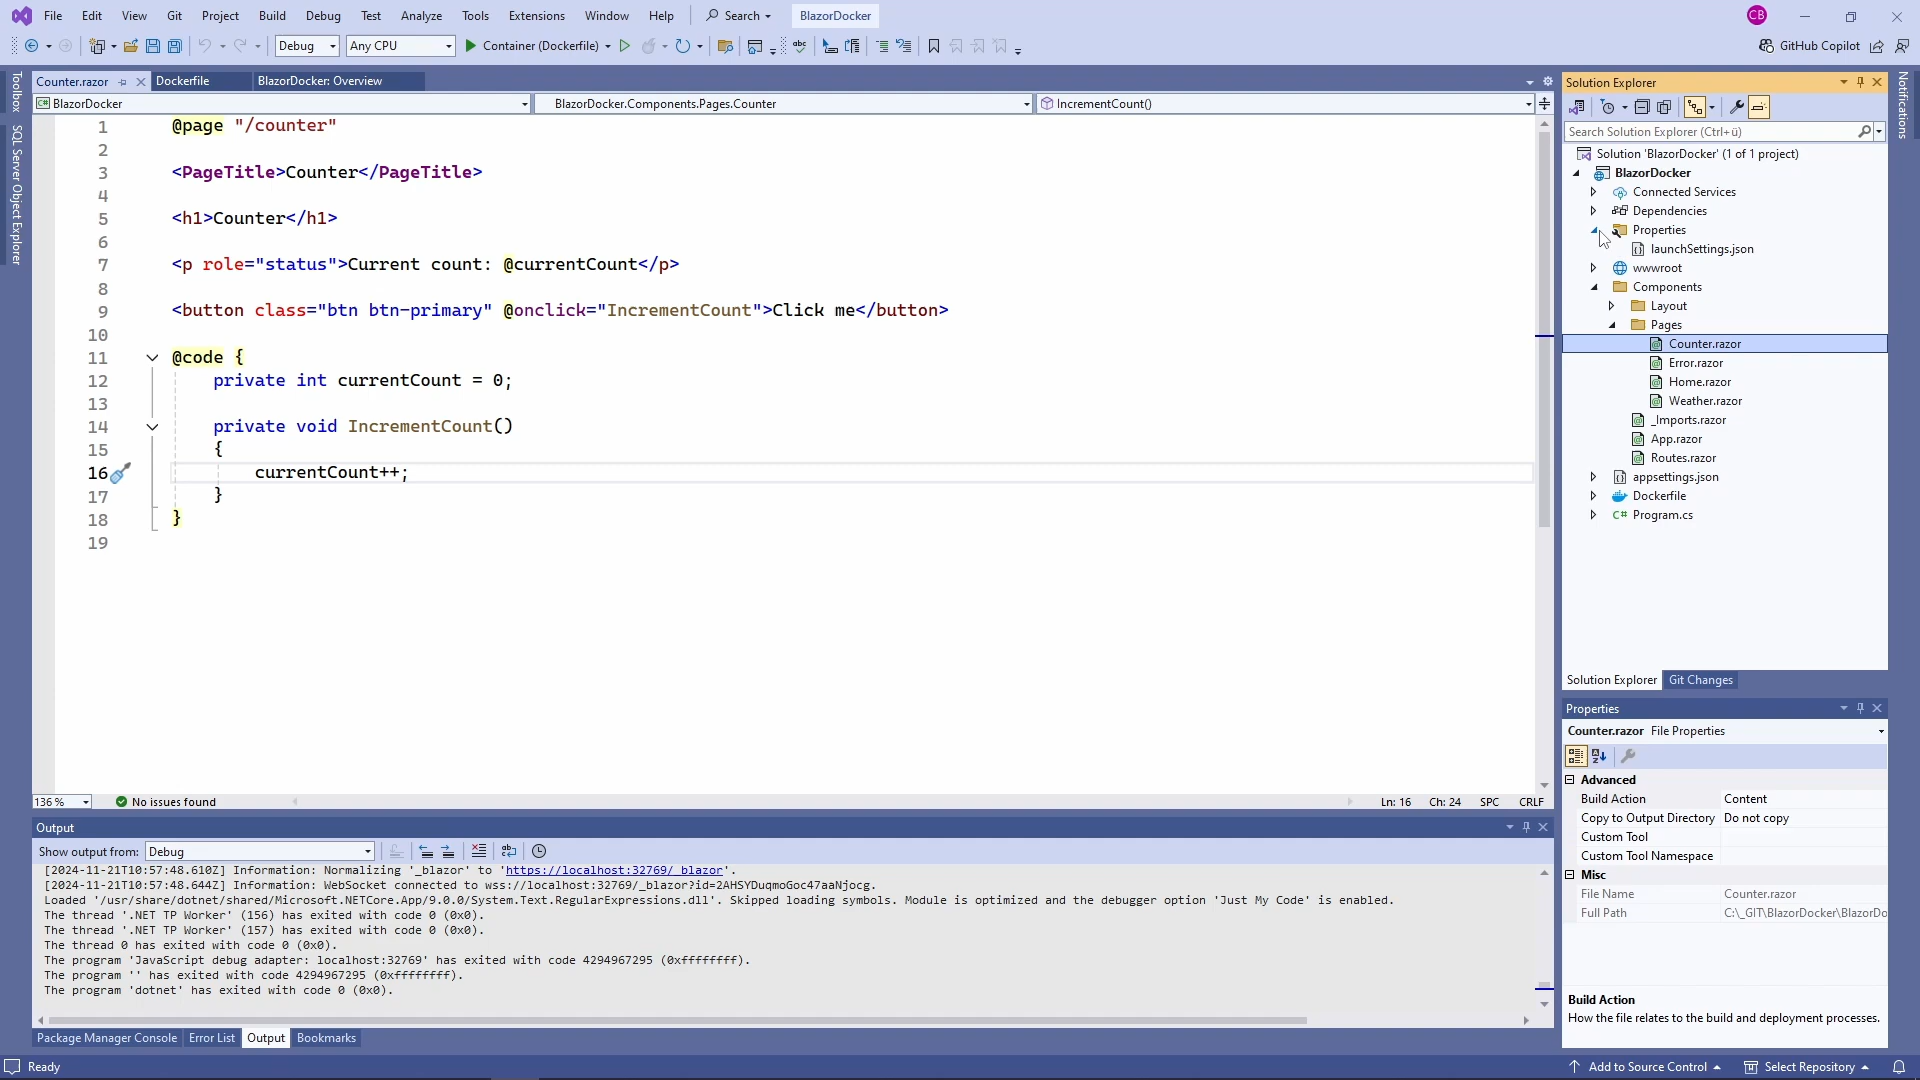 File Edit View Git Project Build Debug Test Analyze Tools Extensions Window Help Search BlazorDocker CB
Debug Any CPU Container (Dockerfile) GitHub Copilot
Toolbox
SQL Server Object Explorer
Notifications
Counter.razor Dockerfile BlazorDocker: Overview
BlazorDocker BlazorDocker.Components.Pages.Counter IncrementCount()
1 @page "/counter"
2
3 <PageTitle>Counter</PageTitle>
4
5 <h1>Counter</h1>
6
7 <p role="status">Current count: @currentCount</p>
8
9 <button class="btn btn-primary" @onclick="IncrementCount">Click me</button>
10
11 @code {
12 private int currentCount = 0;
13
14 private void IncrementCount()
15 {
16 currentCount++;
17 }
18 }
19
136 % No issues found Ln: 16 Ch: 24 SPC CRLF
Output
Show output from: Debug
[2024-11-21T10:57:48.610Z] Information: Normalizing '_blazor' to 'https://localhost:32769/_blazor'.
[2024-11-21T10:57:48.644Z] Information: WebSocket connected to wss://localhost:32769/_blazor?id=2AHSYDuqmoGoc47aaNjocg.
Loaded '/usr/share/dotnet/shared/Microsoft.NETCore.App/9.0.0/System.Text.RegularExpressions.dll'. Skipped loading symbols. Module is optimized and the debugger option 'Just My Code' is enabled.
The thread '.NET TP Worker' (156) has exited with code 0 (0x0).
The thread '.NET TP Worker' (157) has exited with code 0 (0x0).
The thread 0 has exited with code 0 (0x0).
The program 'JavaScript debug adapter: localhost:32769' has exited with code 4294967295 (0xffffffff).
The program '' has exited with code 4294967295 (0xffffffff).
The program 'dotnet' has exited with code 0 (0x0).
Package Manager Console Error List Output Bookmarks
Solution Explorer
Search Solution Explorer (Ctrl+ü)
Solution 'BlazorDocker' (1 of 1 project)
BlazorDocker
Connected Services
Dependencies
Properties
launchSettings.json
wwwroot
Components
Layout
Pages
Counter.razor
Error.razor
Home.razor
Weather.razor
_Imports.razor
App.razor
Routes.razor
appsettings.json
Dockerfile
C# Program.cs
Solution Explorer Git Changes
Properties
Counter.razor File Properties
Advanced
Build Action Content
Copy to Output Directory Do not copy
Custom Tool
Custom Tool Namespace
Misc
File Name Counter.razor
Full Path C:\_GIT\BlazorDocker\BlazorDo
Build Action
How the file relates to the build and deployment processes.
Ready Add to Source Control Select Repository